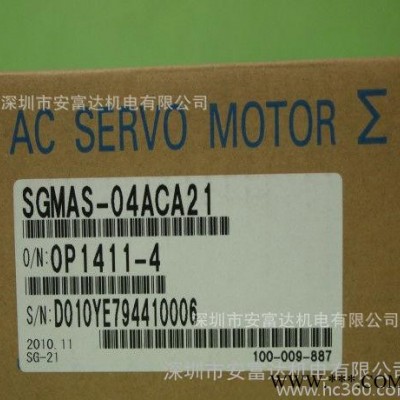 深圳市安富达机电有限公司
AC SERVO MOTOR Σ
SGMAS-04ACA21
O/N: OP1411-4
S/N: D010YE794410006
深圳市安富达机电有限公司
2010.11
SG-21
100-009-887
深圳市安富达机电有限公司
hc360.com